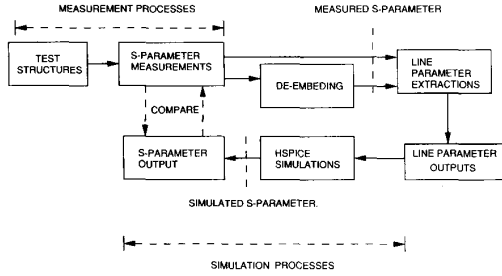 MEASUREMENT PROCESSES
MEASURED S-PARAMETER
TEST
STRUCTURES
S-PARAMETER
MEASUREMENTS
DE-EMBEDING
LINE
PARAMETER
EXTRACTIONS
COMPARE
S-PARAMETER
OUTPUT
HSPICE
SIMULATIONS
LINE PARAMETER
OUTPUTS
SIMULATED S-PARAMETER.
SIMULATION PROCESSES